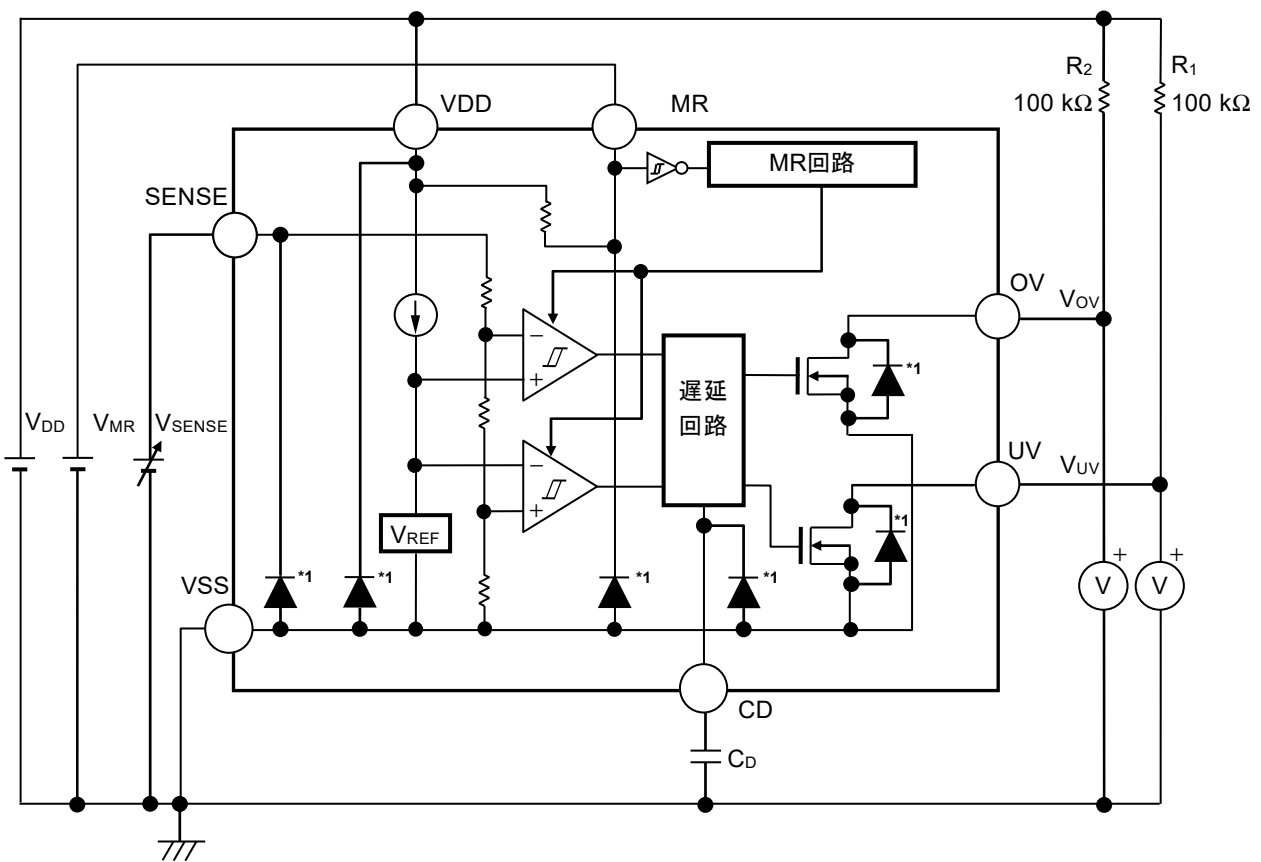 R2
100 kΩ
R1
100 kΩ
VDD
MR
MR回路
SENSE
OV
VOV
−
+
*1
遅延
回路
VDD
VMR
VSENSE
−
+
UV
VUV
*1
VREF
VSS
*1
*1
*1
*1
+
V
+
V
CD
CD